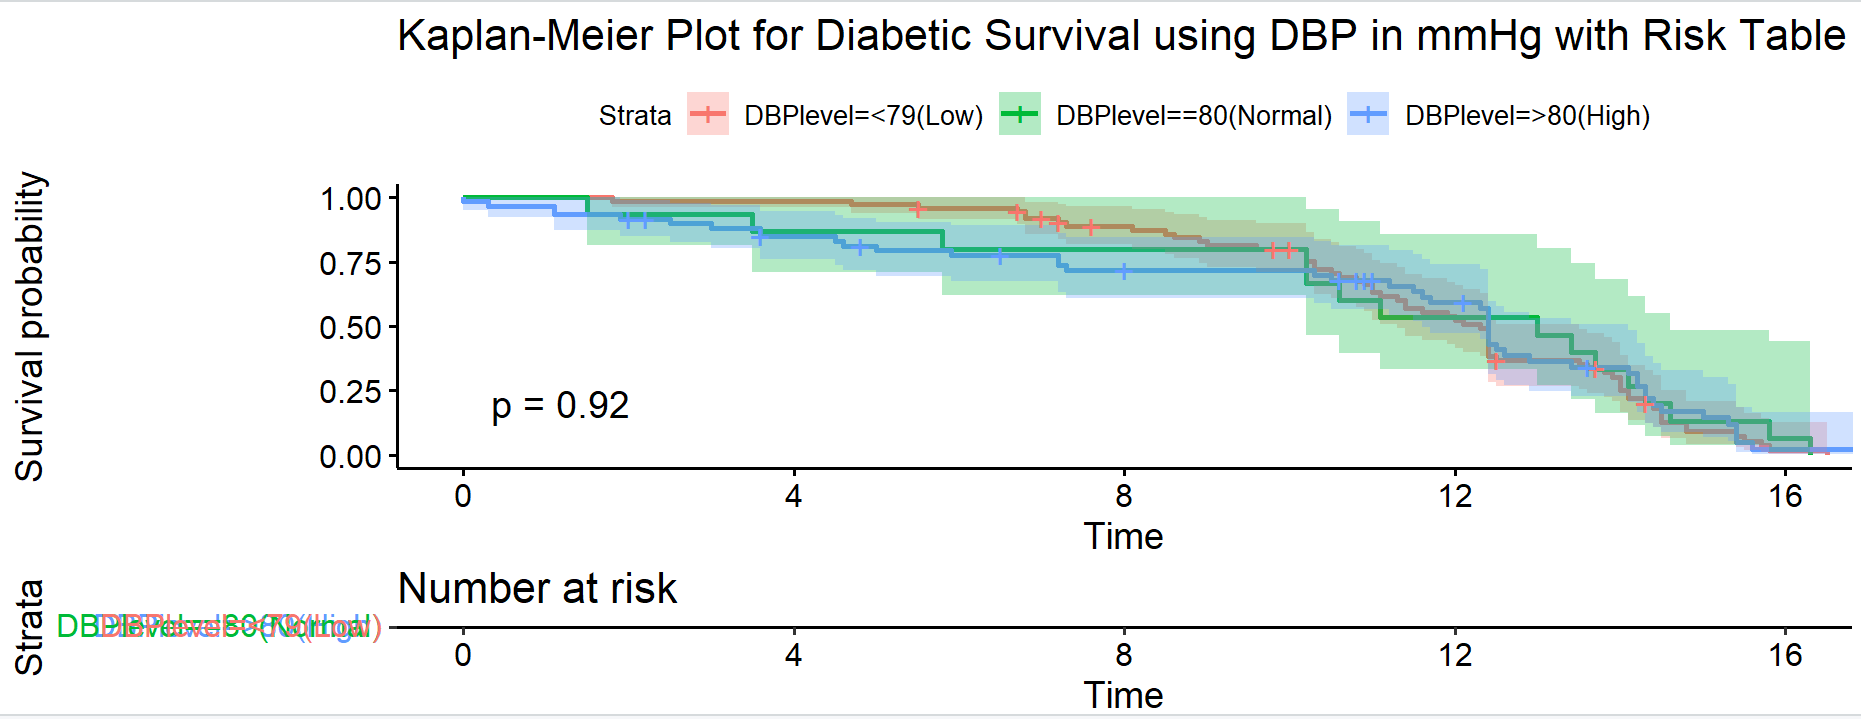 Kaplan-Meier Plot for Diabetic Survival using DBP in mmHg with Risk Table
Strata DBPlevel=<79(Low) DBPlevel==80(Normal) DBPlevel=>80(High)
Survival probability
1.00
0.75
0.50
0.25
0.00
p = 0.92
0 4 8 12 16
Time
Number at risk
Strata
0 4 8 12 16
Time